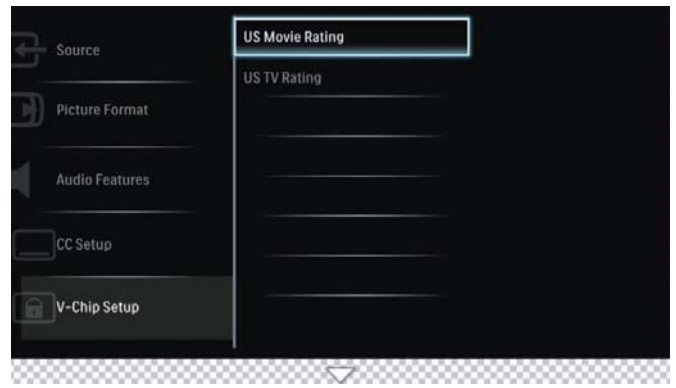 Source
Picture Format
Audio Features
CC Setup
V-Chip Setup
US Movie Rating
US TV Rating